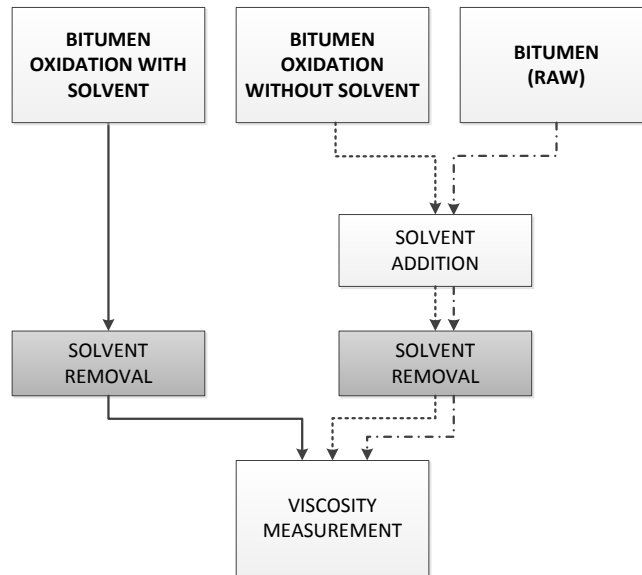 BITUMEN
OXIDATION WITH
SOLVENT
BITUMEN
OXIDATION
WITHOUT SOLVENT
BITUMEN
(RAW)
SOLVENT
ADDITION
SOLVENT
REMOVAL
SOLVENT
REMOVAL
VISCOSITY
MEASUREMENT